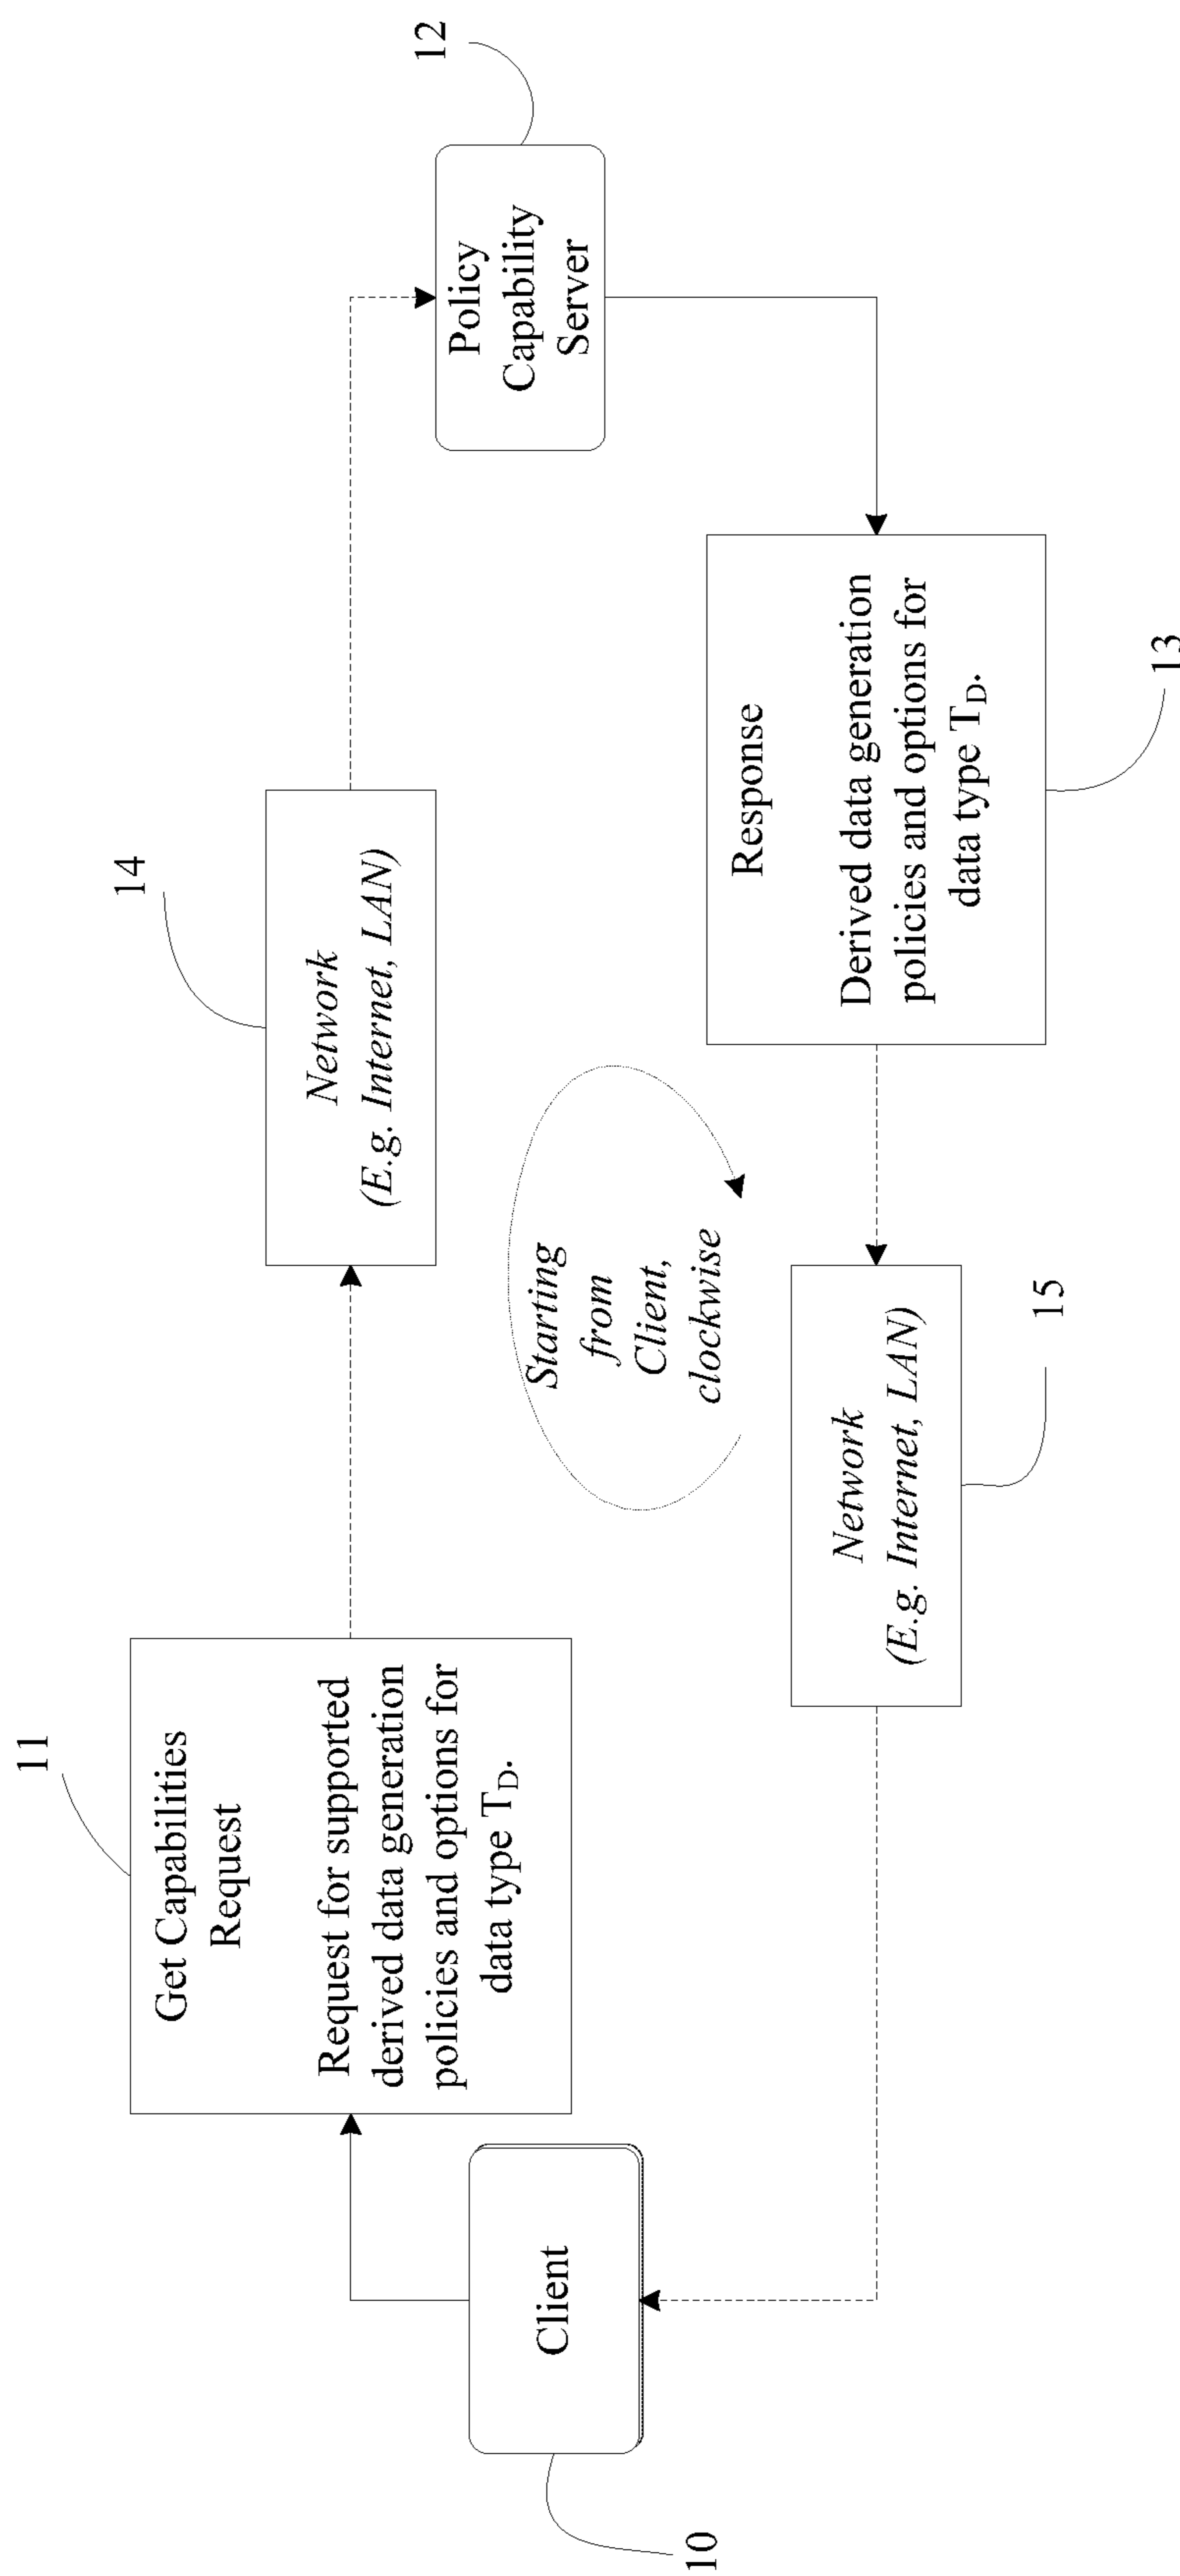 11
Get Capabilities
Request
Request for supported
derived data generation
policies and options for
data type T_D.
14
Network
(E.g. Internet, LAN)
12
Policy
Capability
Server
10
Client
Starting
from
Client,
clockwise
Response
Derived data generation
policies and options for
data type T_D.
13
Network
(E.g. Internet, LAN)
15